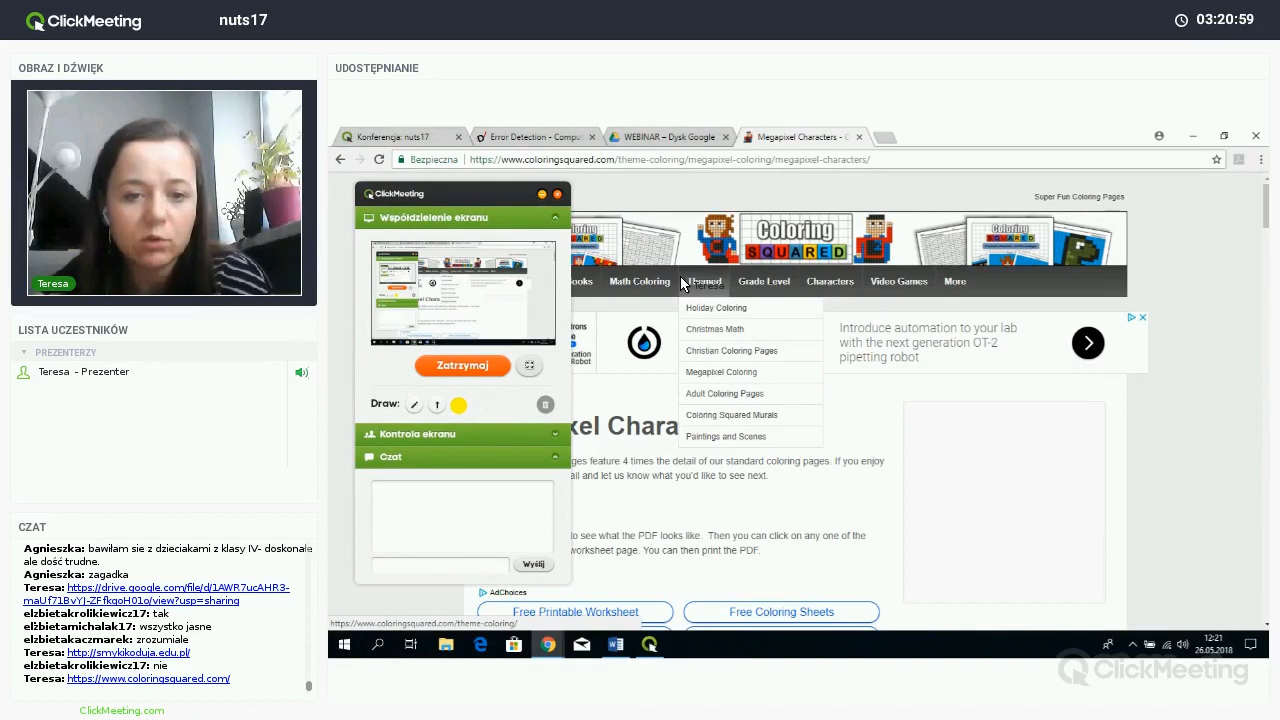 ClickMeeting
nuts17
03:20:59
OBRAZ I DŹWIĘK
Teresa
LISTA UCZESTNIKÓW
PREZENTERZY
Teresa - Prezenter
CZAT
Agnieszka: bawiłam sie z dzieciakami z klasy IV- doskonałe
ale dość trudne.
Agnieszka: zagadka
Teresa: https://drive.google.com/file/d/1AWR7ucAHR3-
maUf71BvYJ-ZFfkqoH01o/view?usp=sharing
elzbietakrolikiewicz17: tak
elżbietamichalak17: wszystko jasne
elżbietakaczmarek: zrozumiałe
Teresa: http://smykikoduja.edu.pl/
elzbietakrolikiewicz17: nie
Teresa: https://www.coloringsquared.com/
ClickMeeting.com
UDOSTĘPNIANIE
Konferencja: nuts17
Error Detection - Compu
WEBINAR – Dysk Google
Megapixel Characters - C
Bezpieczna
https://www.coloringsquared.com/theme-coloring/megapixel-coloring/megapixel-characters/
Super Fun Coloring Pages
Coloring
SQUARED
ooks
Math Coloring
Themed
Grade Level
Characters
Video Games
More
Holiday Coloring
Christmas Math
Christian Coloring Pages
Megapixel Coloring
Adult Coloring Pages
Coloring Squared Murals
Paintings and Scenes
Introduce automation to your lab
with the next generation OT-2
pipetting robot
xel Chara
ges feature 4 times the detail of our standard coloring pages. If you enjoy
ail and let us know what you'd like to see next.
to see what the PDF looks like. Then you can click on any one of the
worksheet page. You can then print the PDF.
AdChoices
Free Printable Worksheet
Free Coloring Sheets
https://www.coloringsquared.com/theme-coloring/
ClickMeeting
Współdzielenie ekranu
Zatrzymaj
Draw:
Kontrola ekranu
Czat
Wyślij
12:21
26.05.2018
ClickMeeting